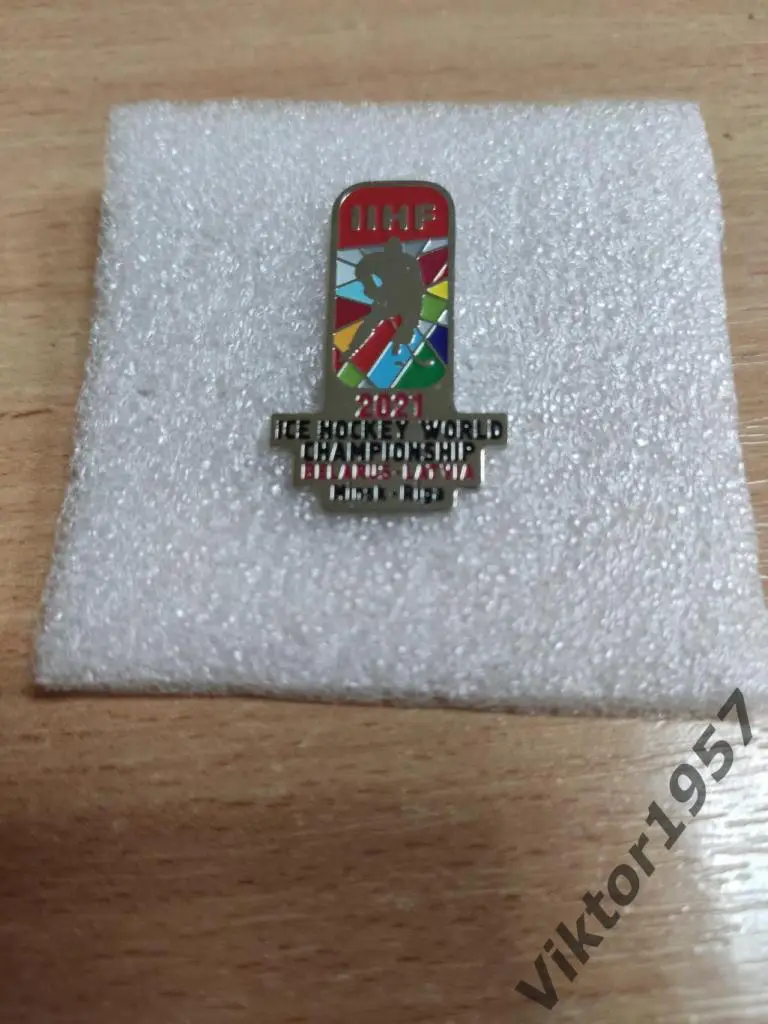 IIHF
2021
ICE HOCKEY WORLD
CHAMPIONSHIP
BELARUS-LATVIA
Minsk-Riga
Viktor1957